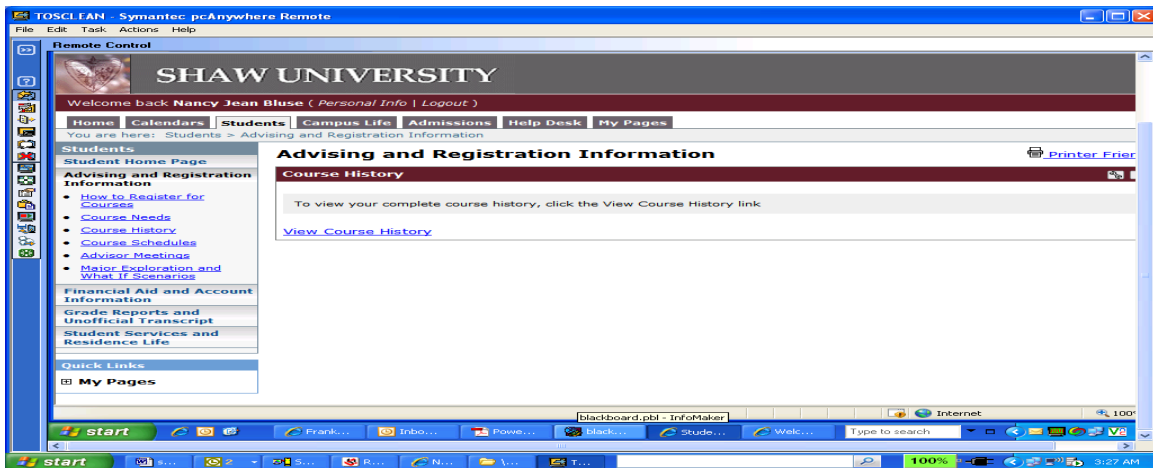 TOSCLEAN - Symantec pcAnywhere Remote
File Edit Task Actions Help
Remote Control
SHAW UNIVERSITY
Welcome back Nancy Jean Bluse ( Personal Info | Logout )
Home Calendars Students Campus Life Admissions Help Desk My Pages
You are here: Students > Advising and Registration Information
Students
Student Home Page
Advising and Registration
Information
How to Register for
Courses
Course Needs
Course History
Course Schedules
Advisor Meetings
Major Exploration and
What If Scenarios
Financial Aid and Account
Information
Grade Reports and
Unofficial Transcript
Student Services and
Residence Life
Quick Links
My Pages
Advising and Registration Information
Printer Frien
Course History
To view your complete course history, click the View Course History link
View Course History
blackboard.pbl - InfoMaker
Internet
100%
start Frank... Inbo... Powe... black... Stude... Welc... Type to search
start s... 2 S... R... N... \... T... 100% 3:27 AM